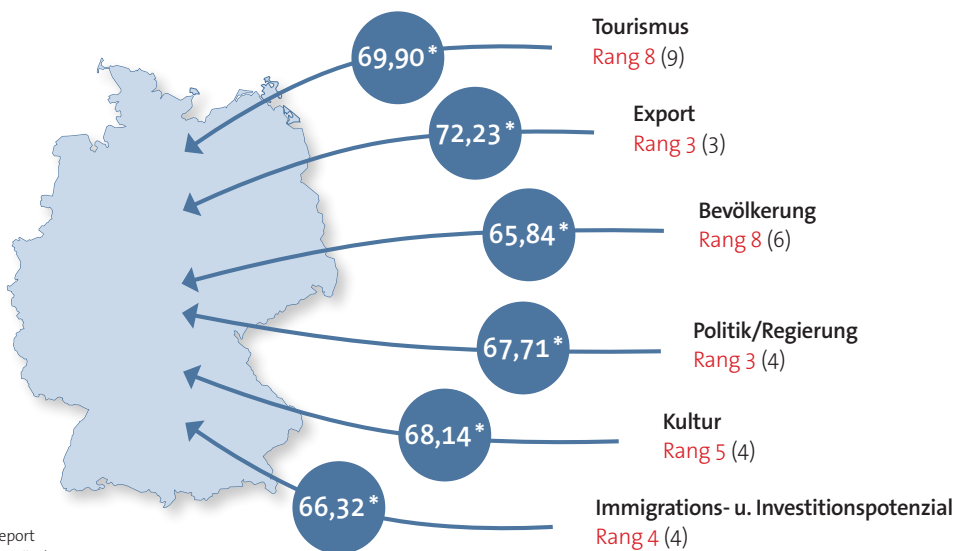 Tourismus
69,90*
Rang 8 (9)
Export
72,23*
Rang 3 (3)
Bevölkerung
65,84*
Rang 8 (6)
Politik/Regierung
67,71*
Rang 3 (4)
Kultur
68,14*
Rang 5 (4)
Immigrations- u. Investitionspotenzial
66,32*
Rang 4 (4)
eport